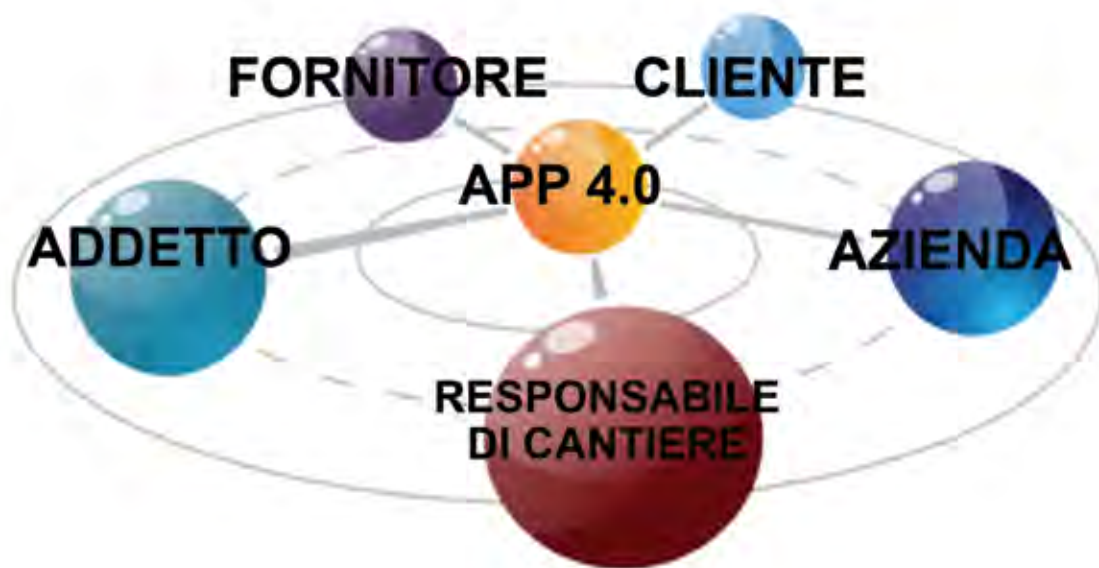 FORNITORE
CLIENTE
APP 4.0
ADDETTO
AZIENDA
RESPONSABILE
DI CANTIERE